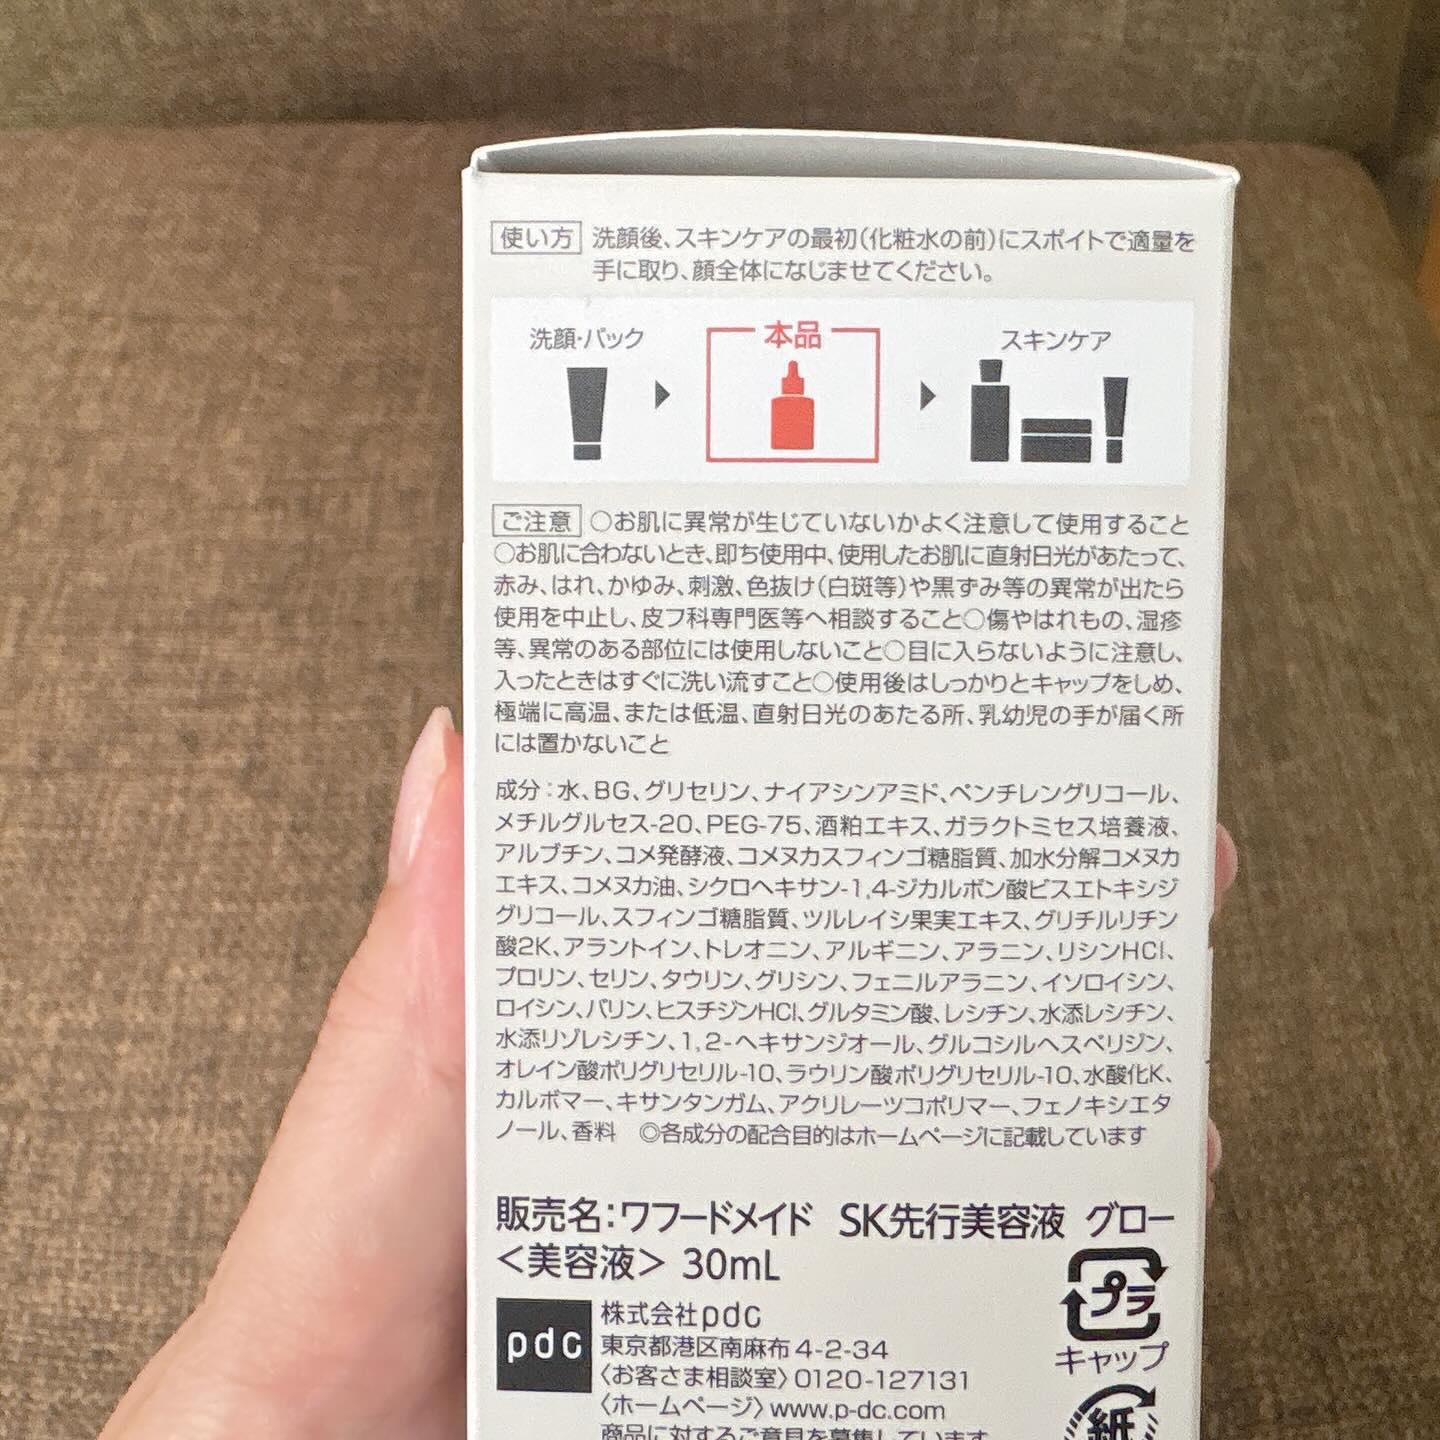 使い方 洗顔後、スキンケアの最初(化粧水の前)にスポイトで適量を
手に取り、顔全体になじませてください。
洗顔・パック
本品
スキンケア
ご注意 ○お肌に異常が生じていないかよく注意して使用すること
○お肌に合わないとき、即ち使用中、使用したお肌に直射日光があたって、
赤み、はれ、かゆみ、刺激、色抜け(白斑等)や黒ずみ等の異常が出たら
使用を中止し、皮フ科専門医等へ相談すること○傷やはれもの、湿疹
等、異常のある部位には使用しないこと○目に入らないように注意し、
入ったときはすぐに洗い流すこと○使用後はしっかりとキャップをしめ、
極端に高温、または低温、直射日光のあたる所、乳幼児の手が届く所
には置かないこと
成分:水、BG、グリセリン、ナイアシンアミド、ペンチレングリコール、
メチルグルセス-20、PEG-75、酒粕エキス、ガラクトミセス培養液、
アルブチン、コメ発酵液、コメヌカスフィンゴ糖脂質、加水分解コメヌカ
エキス、コメヌカ油、シクロヘキサン-1,4-ジカルボン酸ビスエトキシジ
グリコール、スフィンゴ糖脂質、ツルレイシ果実エキス、グリチルリチン
酸2K、アラントイン、トレオニン、アルギニン、アラニン、リシンHCl、
プロリン、セリン、タウリン、グリシン、フェニルアラニン、イソロイシン、
ロイシン、バリン、ヒスチジンHCl、グルタミン酸、レシチン、水添レシチン、
水添リゾレシチン、1,2-ヘキサンジオール、グルコシルヘスペリジン、
オレイン酸ポリグリセリル-10、ラウリン酸ポリグリセリル-10、水酸化K、
カルボマー、キサンタンガム、アクリレーツコポリマー、フェノキシエタ
ノール、香料 ◎各成分の配合目的はホームページに記載しています
販売名:ワフードメイド SK先行美容液 グロー
<美容液> 30mL
プラ
キャップ
pdc
株式会社pdc
東京都港区南麻布4-2-34
〈お客さま相談室〉0120-127131
〈ホームページ〉www.p-dc.com
商品に対するご意見を募集しています
紙